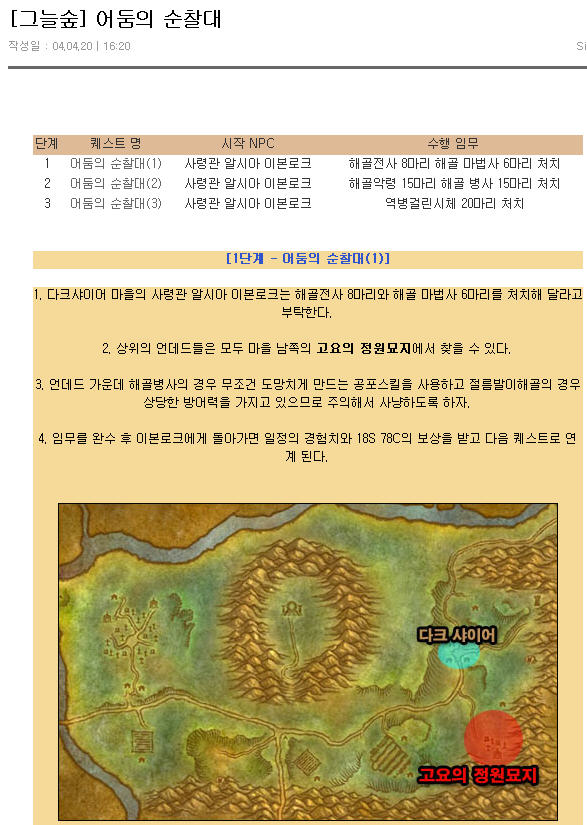 [그늘숲] 어둠의 순찰대
작성일 : 04.04.20 | 16:20
Si
단계 퀘스트 명 시작 NPC 수행 임무
1 어둠의 순찰대(1) 사령관 알시아 이본로크 해골전사 8마리 해골 마법사 6마리 처치
2 어둠의 순찰대(2) 사령관 알시아 이본로크 해골악령 15마리 해골 병사 15마리 처치
3 어둠의 순찰대(3) 사령관 알시아 이본로크 역병걸린시체 20마리 처치
[1단계 - 어둠의 순찰대(1)]
1. 다크샤이어 마을의 사령관 알시아 이본로크는 해골전사 8마리와 해골 마법사 6마리를 처치해 달라고
부탁한다.
2. 상위의 언데드들은 모두 마을 남쪽의 고요의 정원묘지에서 찾을 수 있다.
3. 언데드 가운데 해골병사의 경우 무조건 도망치게 만드는 공포스킬을 사용하고 절름발이해골의 경우
상당한 방어력을 가지고 있으므로 주의해서 사냥하도록 하자.
4. 임무를 완수 후 이본로크에게 돌아가면 일정의 경험치와 18S 78C의 보상을 받고 다음 퀘스트로 연
계 된다.
다크 샤이어
고요의 정원묘지